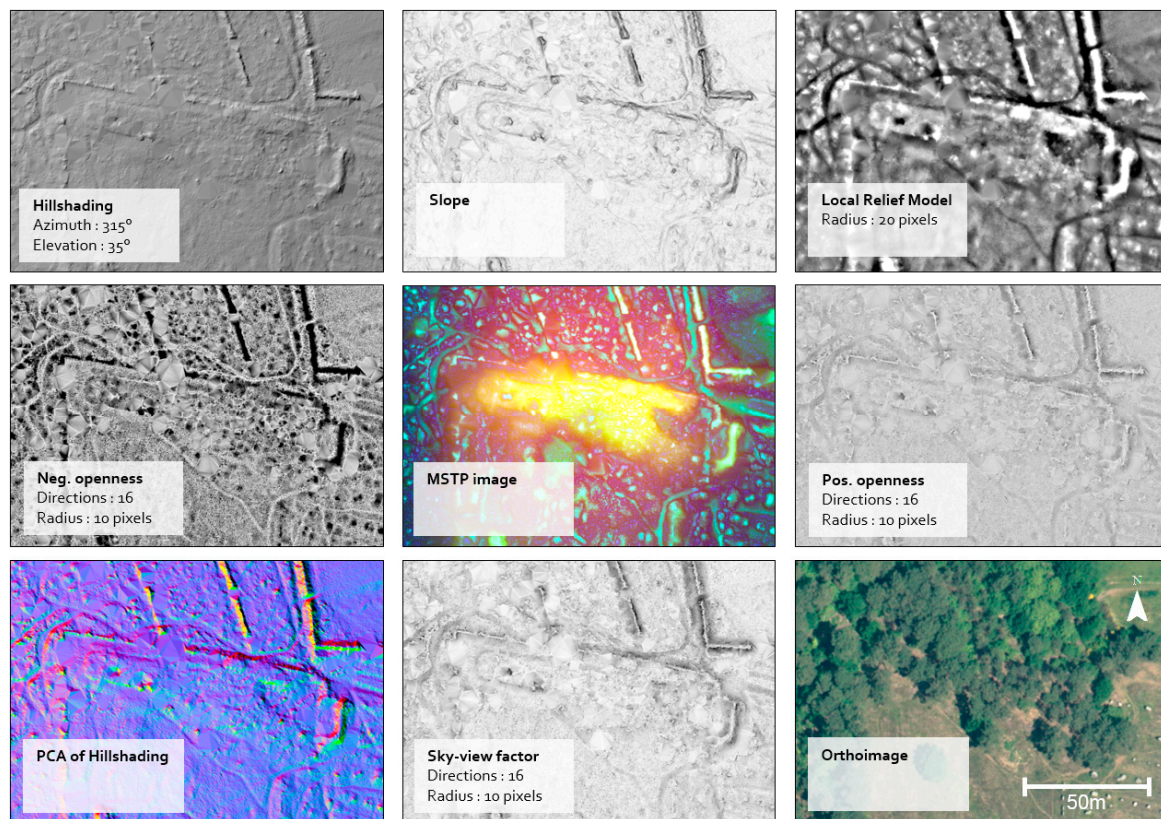 Hillshading
Azimuth : 315º
Elevation : 35º
Slope
Local Relief Model
Radius : 20 pixels
Neg. openness
Directions : 16
Radius : 10 pixels
MSTP image
Pos. openness
Directions : 16
Radius : 10 pixels
PCA of Hillshading
Sky-view factor
Directions : 16
Radius : 10 pixels
N
Orthoimage
50m